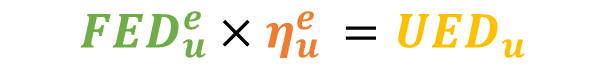 FED_u^e × η_u^e = UED_u